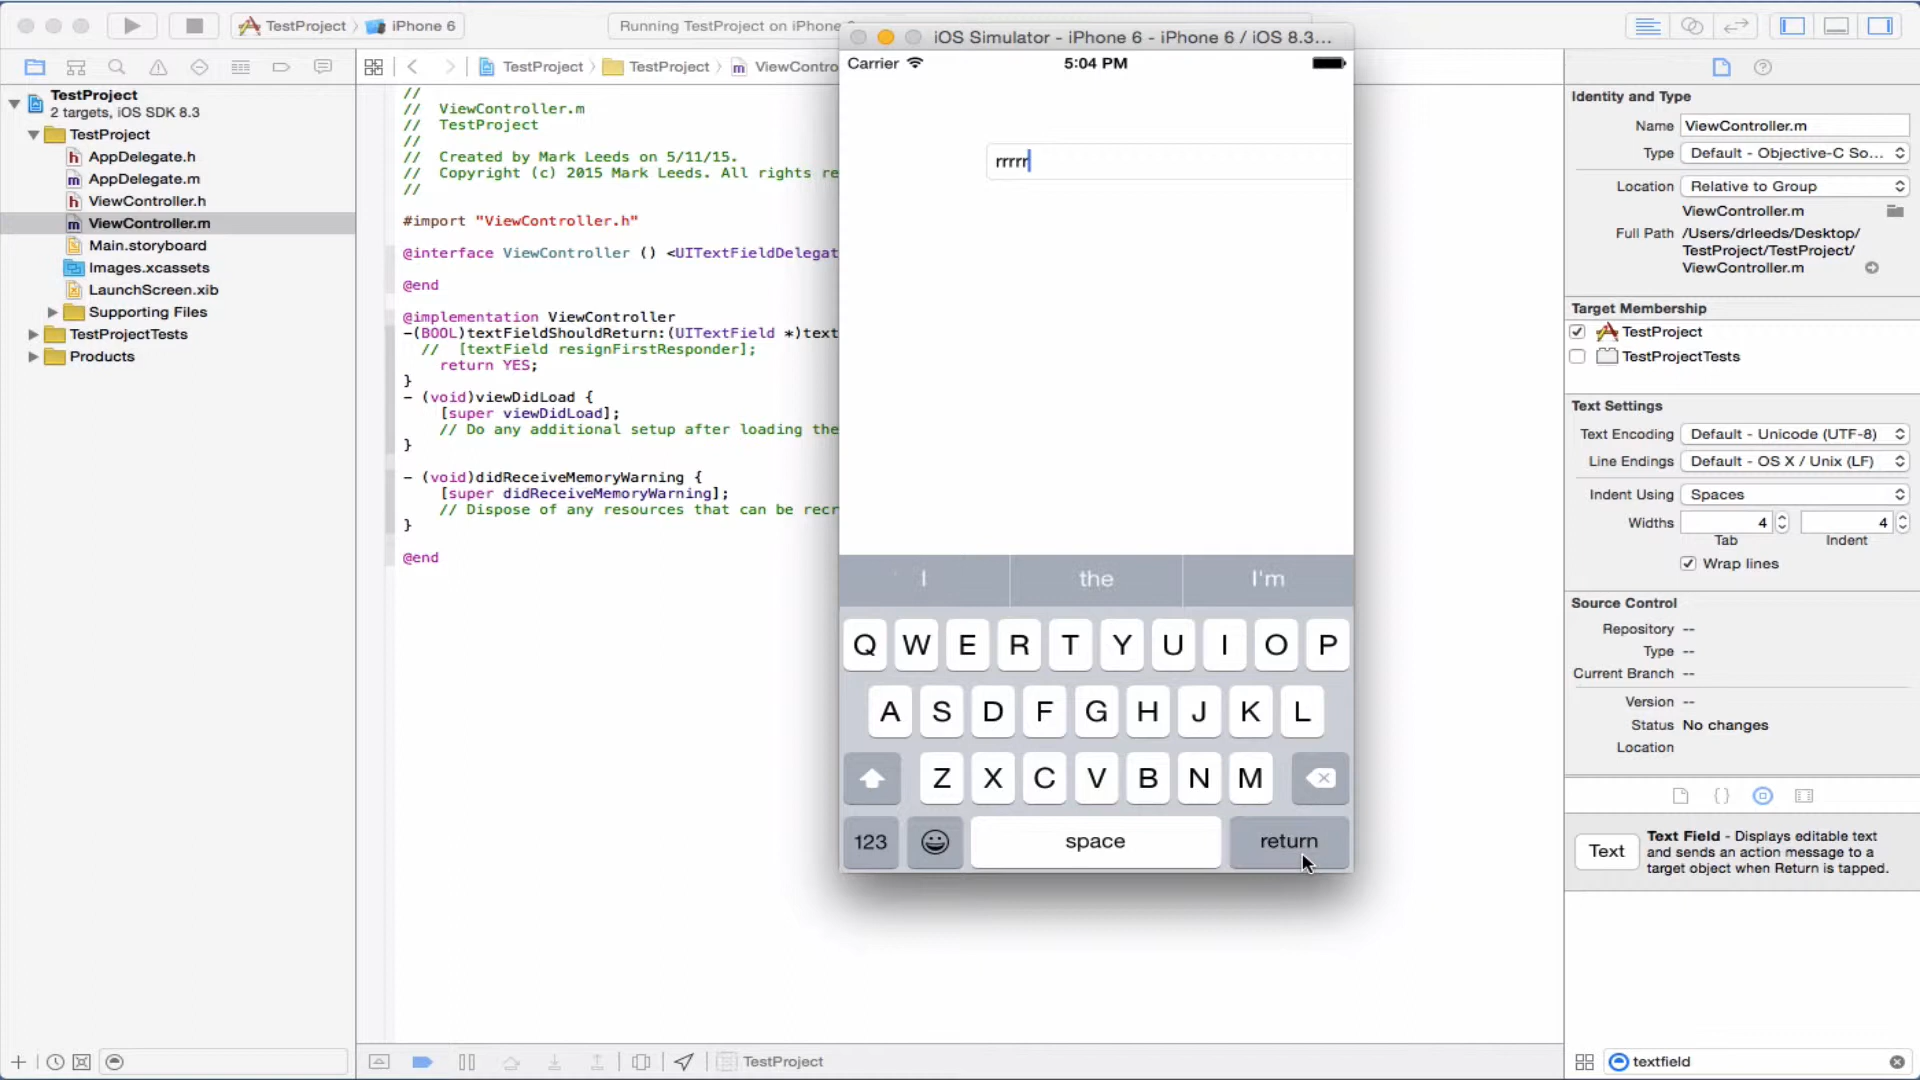 TestProject
iPhone 6
Running TestProject on iPhone 6
iOS Simulator - iPhone 6 - iPhone 6 / iOS 8.3...
Carrier
5:04 PM
rrrrr
I
the
I'm
Q W E R T Y U I O P
A S D F G H J K L
Z X C V B N M
123
space
return
TestProject
2 targets, iOS SDK 8.3
TestProject
AppDelegate.h
AppDelegate.m
ViewController.h
ViewController.m
Main.storyboard
Images.xcassets
LaunchScreen.xib
Supporting Files
TestProjectTests
Products
TestProject
TestProject
ViewContro
//
// ViewController.m
// TestProject
//
// Created by Mark Leeds on 5/11/15.
// Copyright (c) 2015 Mark Leeds. All rights re
//
#import "ViewController.h"
@interface ViewController () <UITextFieldDelegat
@end
@implementation ViewController
-(BOOL)textFieldShouldReturn:(UITextField *)text
// [textField resignFirstResponder];
return YES;
}
- (void)viewDidLoad {
[super viewDidLoad];
// Do any additional setup after loading the
}
- (void)didReceiveMemoryWarning {
[super didReceiveMemoryWarning];
// Dispose of any resources that can be recr
}
@end
TestProject
Identity and Type
Name ViewController.m
Type Default - Objective-C So...
Location Relative to Group
ViewController.m
Full Path /Users/drleeds/Desktop/
TestProject/TestProject/
ViewController.m
Target Membership
TestProject
TestProjectTests
Text Settings
Text Encoding Default - Unicode (UTF-8)
Line Endings Default - OS X / Unix (LF)
Indent Using Spaces
Widths 4 4
Tab Indent
Wrap lines
Source Control
Repository --
Type --
Current Branch --
Version --
Status No changes
Location
{}
Text
Text Field - Displays editable text
and sends an action message to a
target object when Return is tapped.
textfield